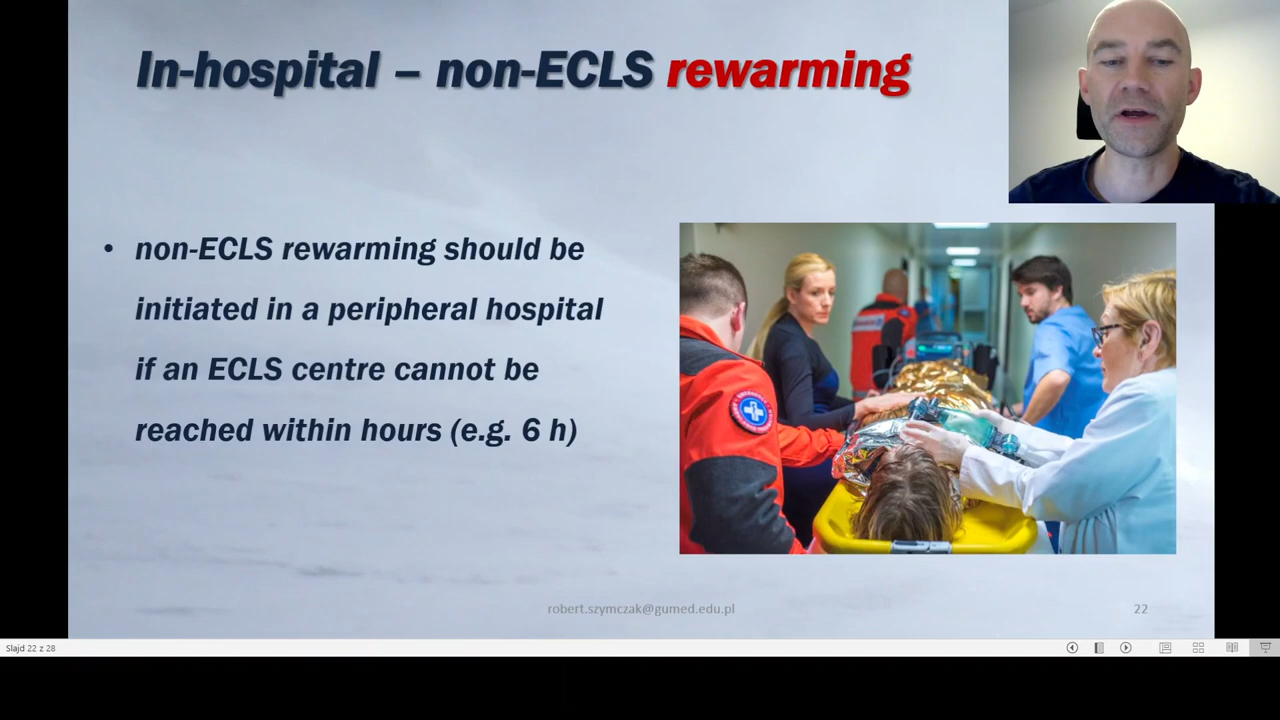 In-hospital – non-ECLS rewarming
• non-ECLS rewarming should be
initiated in a peripheral hospital
if an ECLS centre cannot be
reached within hours (e.g. 6 h)
robert.szymczak@gumed.edu.pl
22
Slajd 22 z 28